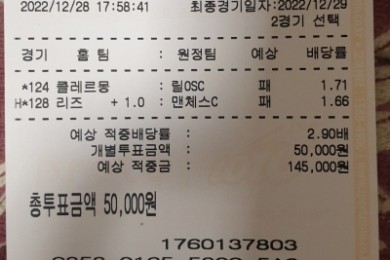 2022/12/28 17:58:41 최종경기일자:2022/12/29
2경기 선택
경기 홈 팀 : 원정팀 예상 배당률
*124 클레르몽 : 릴OSC 패 1.71
H*128 리즈 + 1.0 : 맨체스C 패 1.66
예상 적중배당률 : 2.90배
개별투표금액 : 50,000원
예상 적중금 : 145,000원
총투표금액 50,000원
1760137803